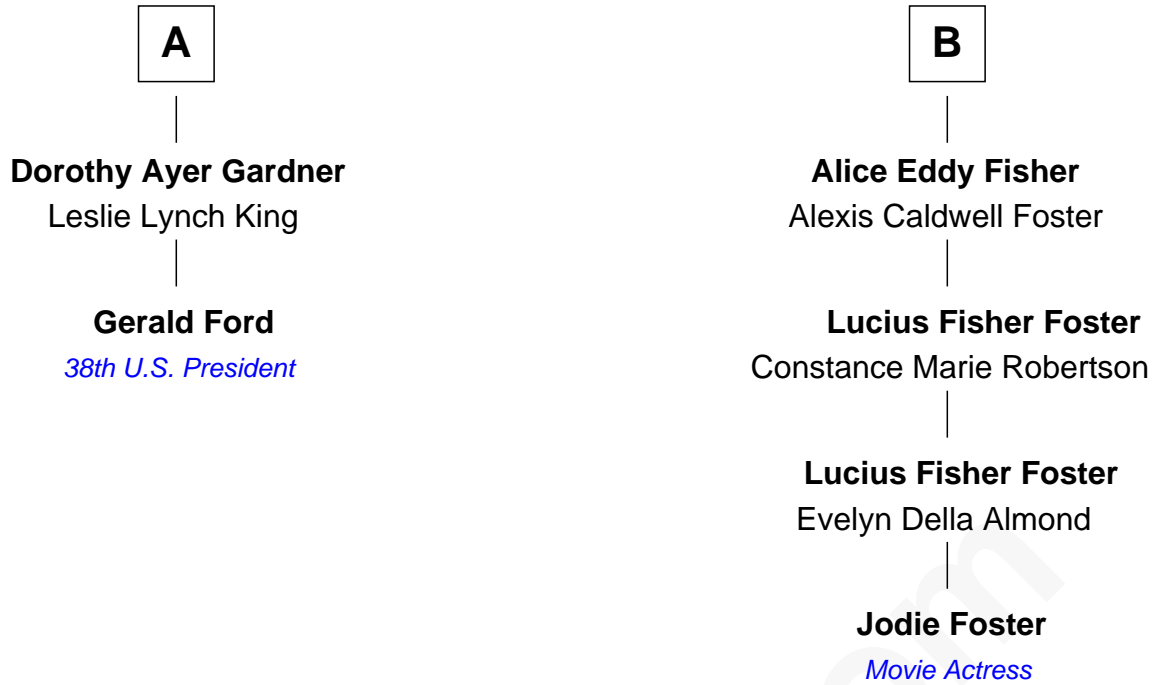 A
Dorothy Ayer Gardner
Leslie Lynch King
Gerald Ford
38th U.S. President
B
Alice Eddy Fisher
Alexis Caldwell Foster
Lucius Fisher Foster
Constance Marie Robertson
Lucius Fisher Foster
Evelyn Della Almond
Jodie Foster
Movie Actress